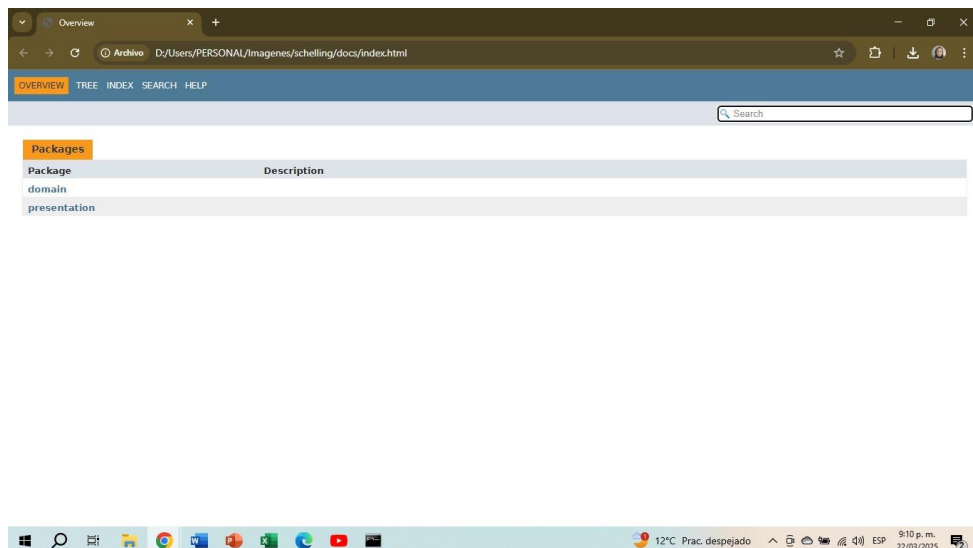 Overview
Archivo D:/Users/PERSONAL/Imagenes/schelling/docs/index.html
OVERVIEW TREE INDEX SEARCH HELP
Search
Packages
Package Description
domain
presentation
12°C Prac. despejado ESP 9:10 p. m.
22/03/2025